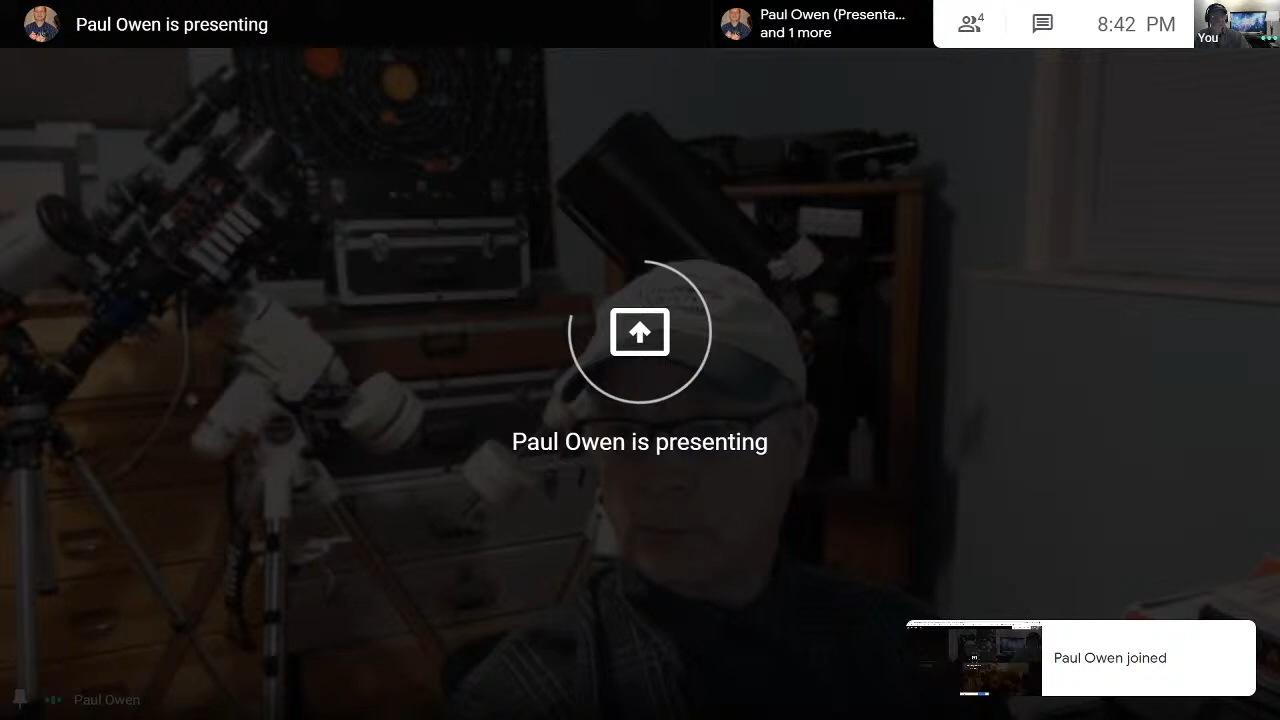 Paul Owen is presenting
Paul Owen (Presenta...
and 1 more
4
8:42 PM
You
Paul Owen is presenting
Paul Owen joined
Paul Owen